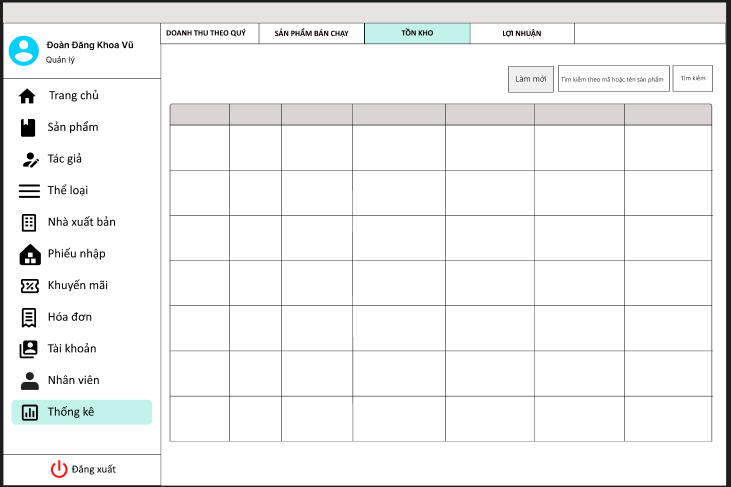 DOANH THU THEO QUÝ
SẢN PHẨM BÁN CHẠY
TỒN KHO
LỢI NHUẬN
Đoàn Đăng Khoa Vũ
Quản lý
Làm mới
Tìm kiếm theo mã hoặc tên sản phẩm
Tìm kiếm
Trang chủ
Sản phẩm
Tác giả
Thể loại
Nhà xuất bản
Phiếu nhập
Khuyến mãi
Hóa đơn
Tài khoản
Nhân viên
Thống kê
Đăng xuất